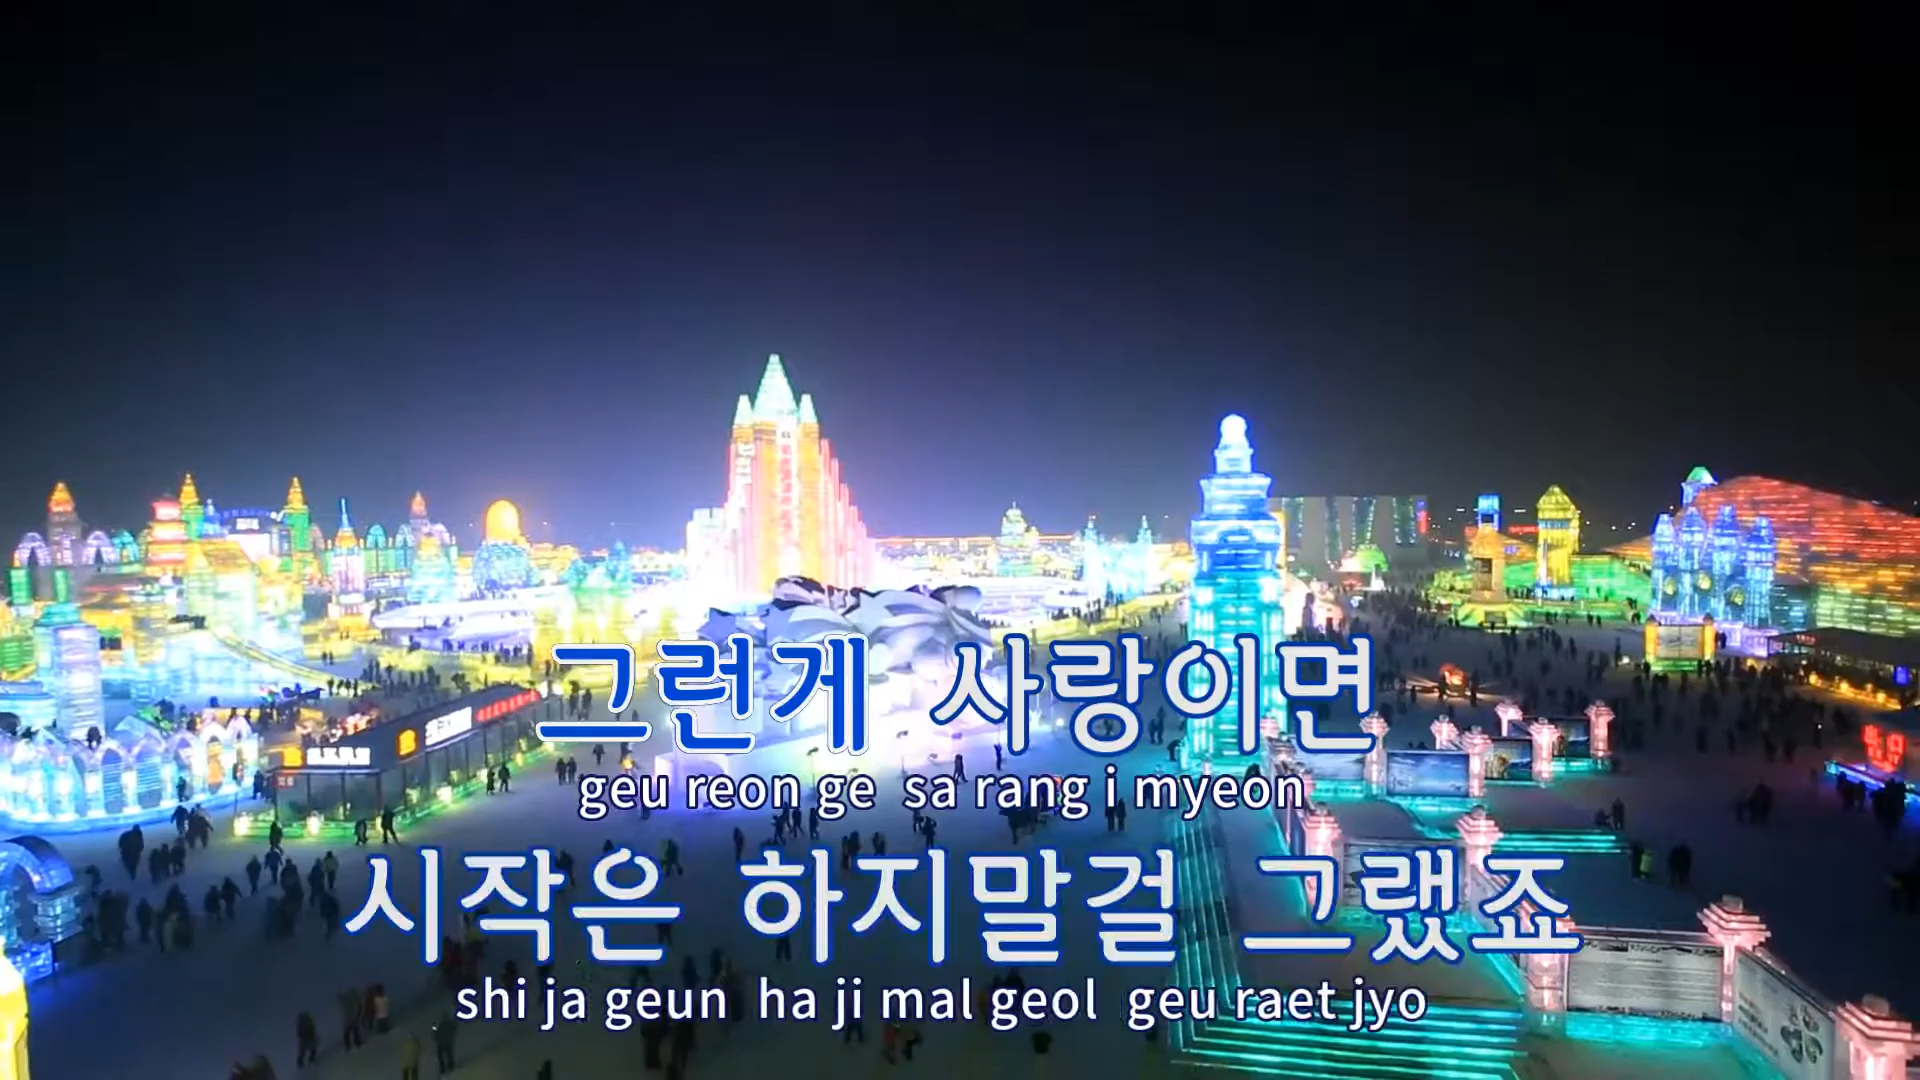 그런게 사랑이면
geu reon ge sa rang i myeon
시작은 하지말걸 그랬죠
shi ja geun ha ji mal geol geu raet jyo